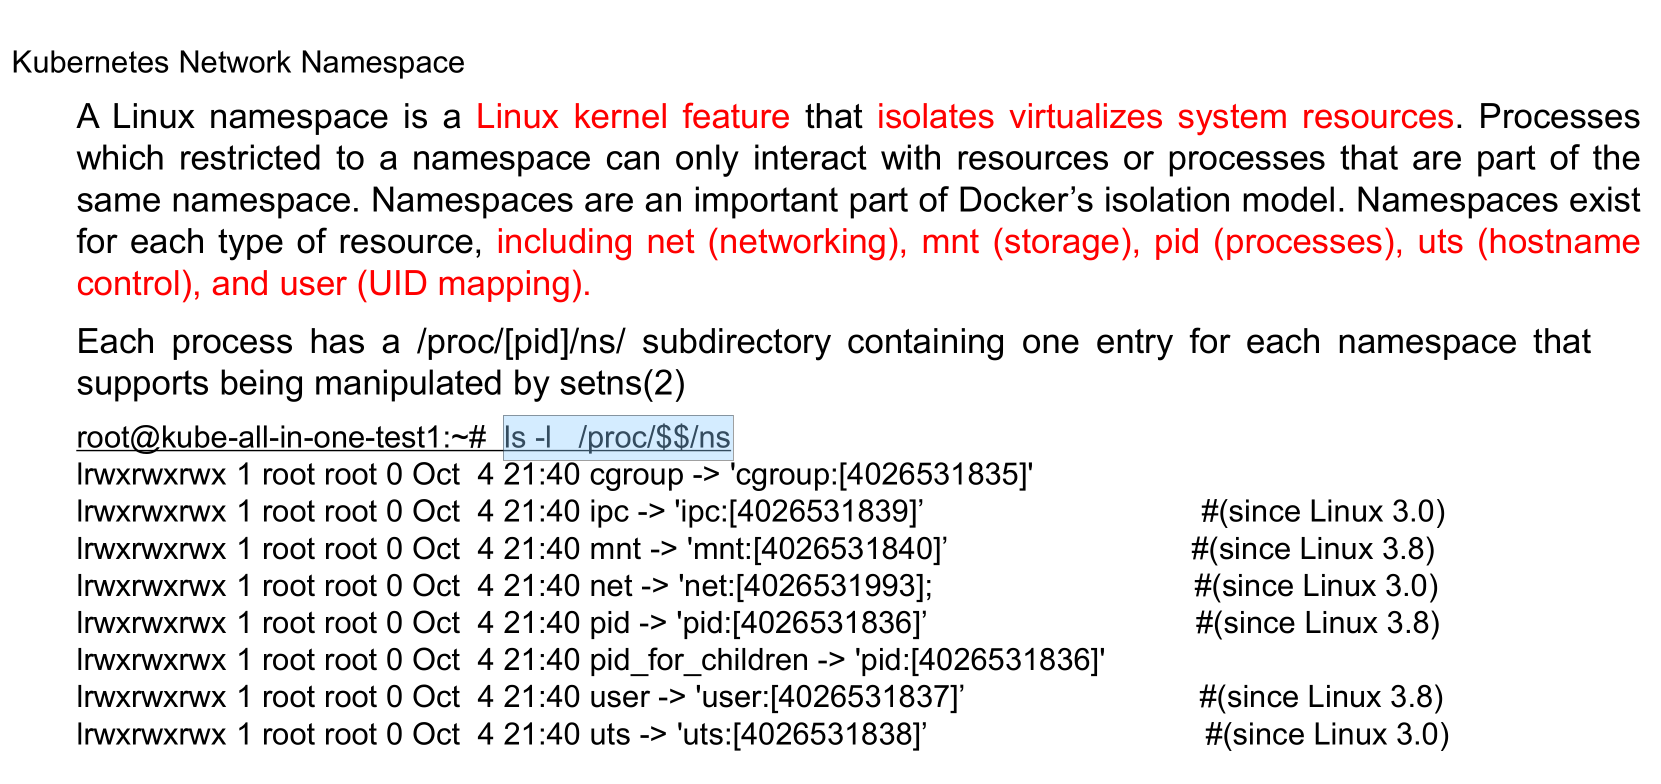 Kubernetes Network Namespace
A Linux namespace is a Linux kernel feature that isolates virtualizes system resources. Processes
which restricted to a namespace can only interact with resources or processes that are part of the
same namespace. Namespaces are an important part of Docker’s isolation model. Namespaces exist
for each type of resource, including net (networking), mnt (storage), pid (processes), uts (hostname
control), and user (UID mapping).
Each process has a /proc/[pid]/ns/ subdirectory containing one entry for each namespace that
supports being manipulated by setns(2)
root@kube-all-in-one-test1:~# ls -l /proc/$$/ns
lrwxrwxrwx 1 root root 0 Oct 4 21:40 cgroup -> 'cgroup:[4026531835]'
lrwxrwxrwx 1 root root 0 Oct 4 21:40 ipc -> 'ipc:[4026531839]’ #(since Linux 3.0)
lrwxrwxrwx 1 root root 0 Oct 4 21:40 mnt -> 'mnt:[4026531840]’ #(since Linux 3.8)
lrwxrwxrwx 1 root root 0 Oct 4 21:40 net -> 'net:[4026531993]; #(since Linux 3.0)
lrwxrwxrwx 1 root root 0 Oct 4 21:40 pid -> 'pid:[4026531836]’ #(since Linux 3.8)
lrwxrwxrwx 1 root root 0 Oct 4 21:40 pid_for_children -> 'pid:[4026531836]'
lrwxrwxrwx 1 root root 0 Oct 4 21:40 user -> 'user:[4026531837]’ #(since Linux 3.8)
lrwxrwxrwx 1 root root 0 Oct 4 21:40 uts -> 'uts:[4026531838]’ #(since Linux 3.0)